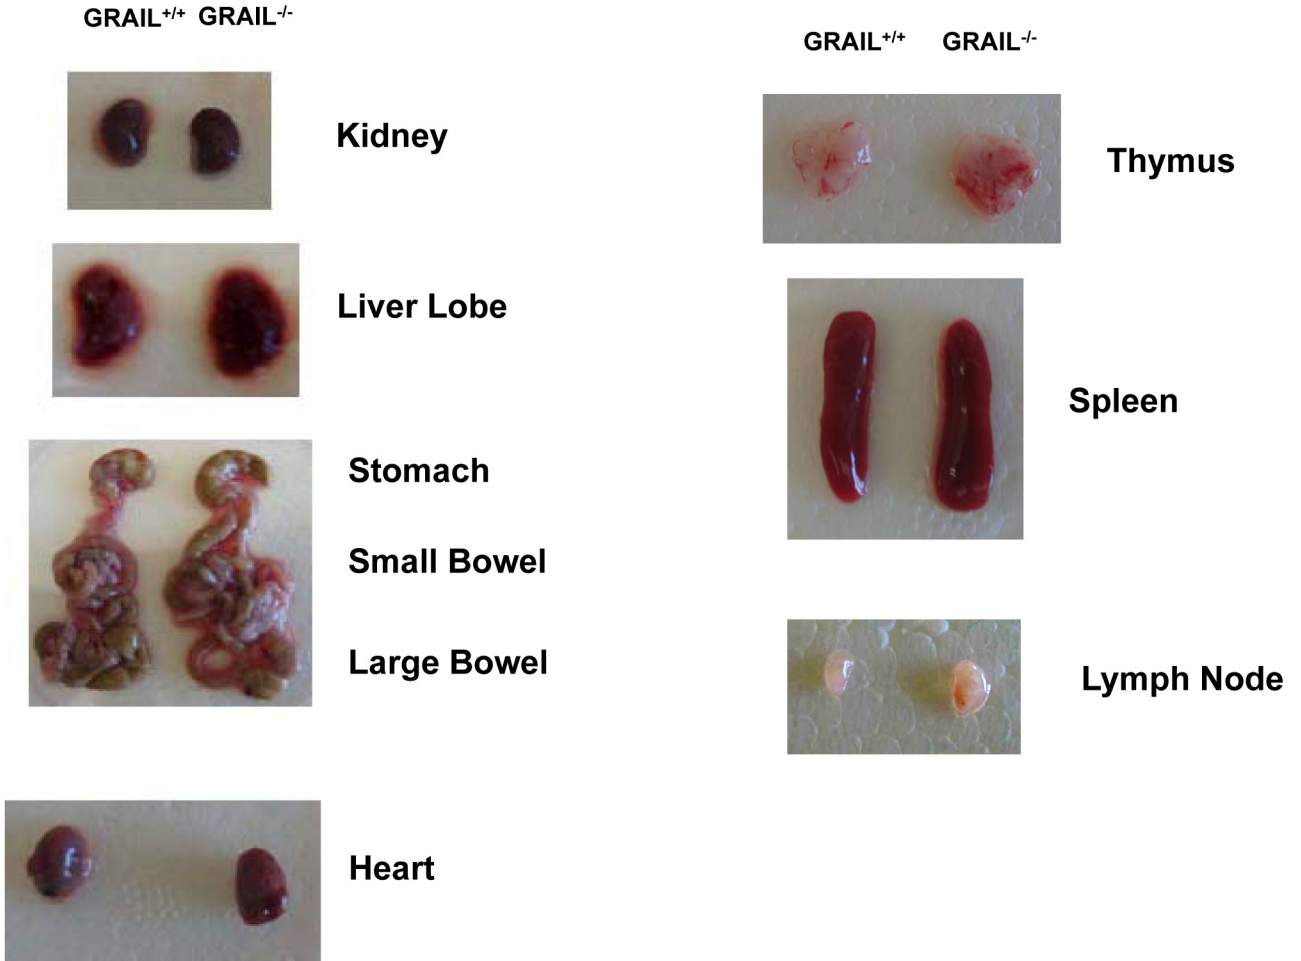 GRAIL+/+ GRAIL-/-
Kidney
Liver Lobe
Stomach
Small Bowel
Large Bowel
Heart
GRAIL+/+ GRAIL-/-
Thymus
Spleen
Lymph Node